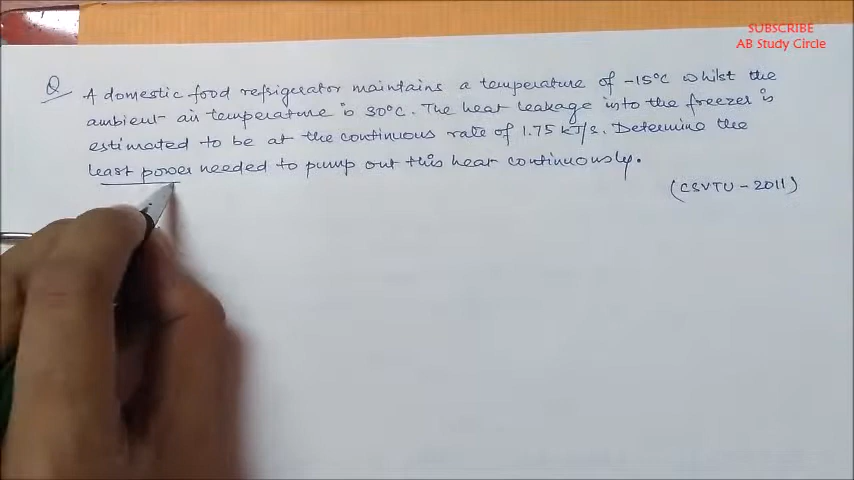 SUBSCRIBE
AB Study Circle
Q A domestic food refrigerator maintains a temperature of -15°C whilst the
ambient air temperature is 30°C. The heat leakage into the freezer is
estimated to be at the continuous rate of 1.75 kJ/s. Determine the
least power needed to pump out this heat continuously.
(CSVTU - 2011)